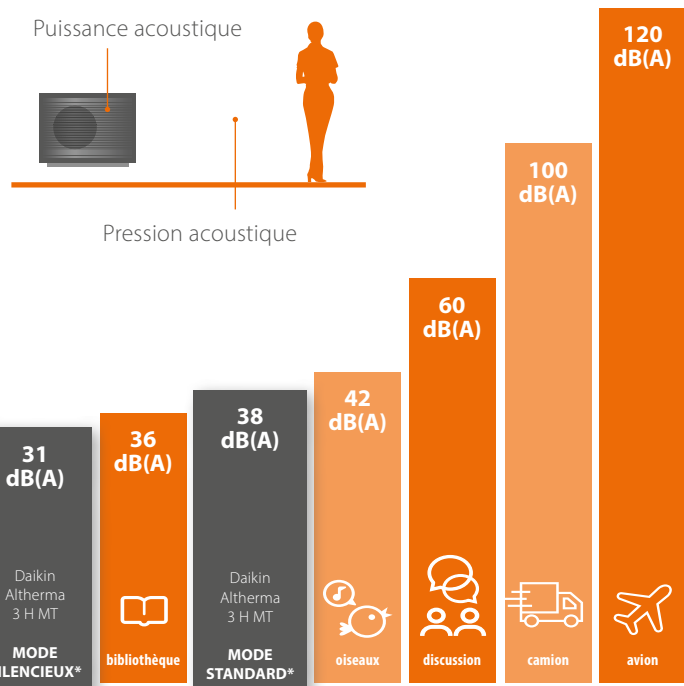 Puissance acoustique
Pression acoustique
31
dB(A)
Daikin
Altherma
3 H MT
MODE
ILENCIEUX*
36
dB(A)
bibliothèque
38
dB(A)
Daikin
Altherma
3 H MT
MODE
STANDARD*
42
dB(A)
oiseaux
60
dB(A)
discussion
100
dB(A)
camion
120
dB(A)
avion